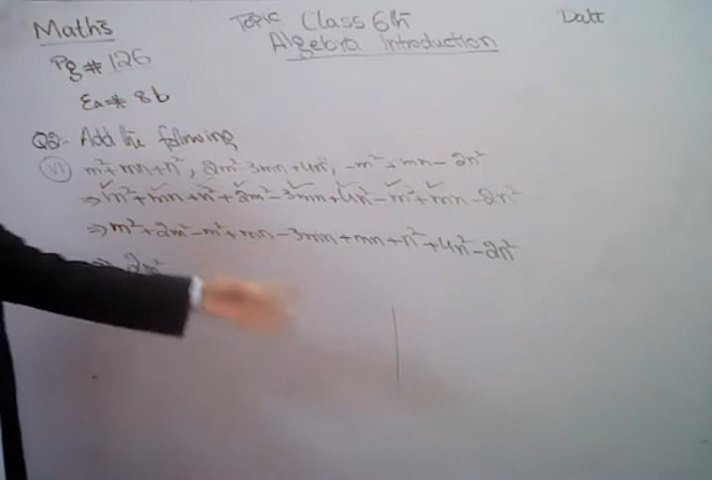 Maths Topic Class 6th Date
Algebra Introduction
Pg # 126
Ex # 8b
Q2- Add the following
(VI) m²+mn+n², 2m²-3mn+4n², -m²+mn-2n²
⇒ m²+mn+n²+2m²-3mn+4n²-m²+mn-2n²
⇒ m²+2m²-m²+mn-3mn+mn+n²+4n²-2n²
⇒ 2m²